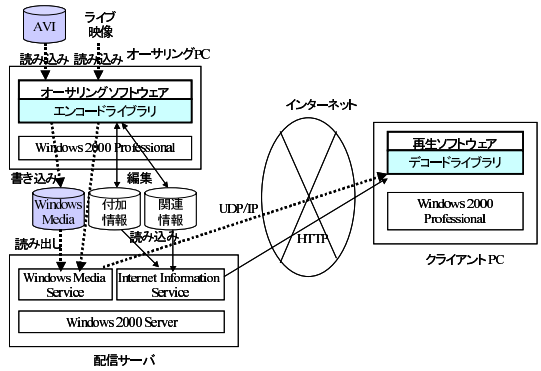 AVI
ライブ
映像
読み込み
読み込み
オーサリングPC
オーサリングソフトウェア
エンコードライブラリ
Windows 2000 Professional
書き込み
編集
Windows
Media
付加
情報
関連
情報
読み出し
読み込み
Windows Media
Service
Internet Information
Service
Windows 2000 Server
配信サーバ
インターネット
UDP/IP
HTTP
再生ソフトウェア
デコードライブラリ
Windows 2000
Professional
クライアントPC